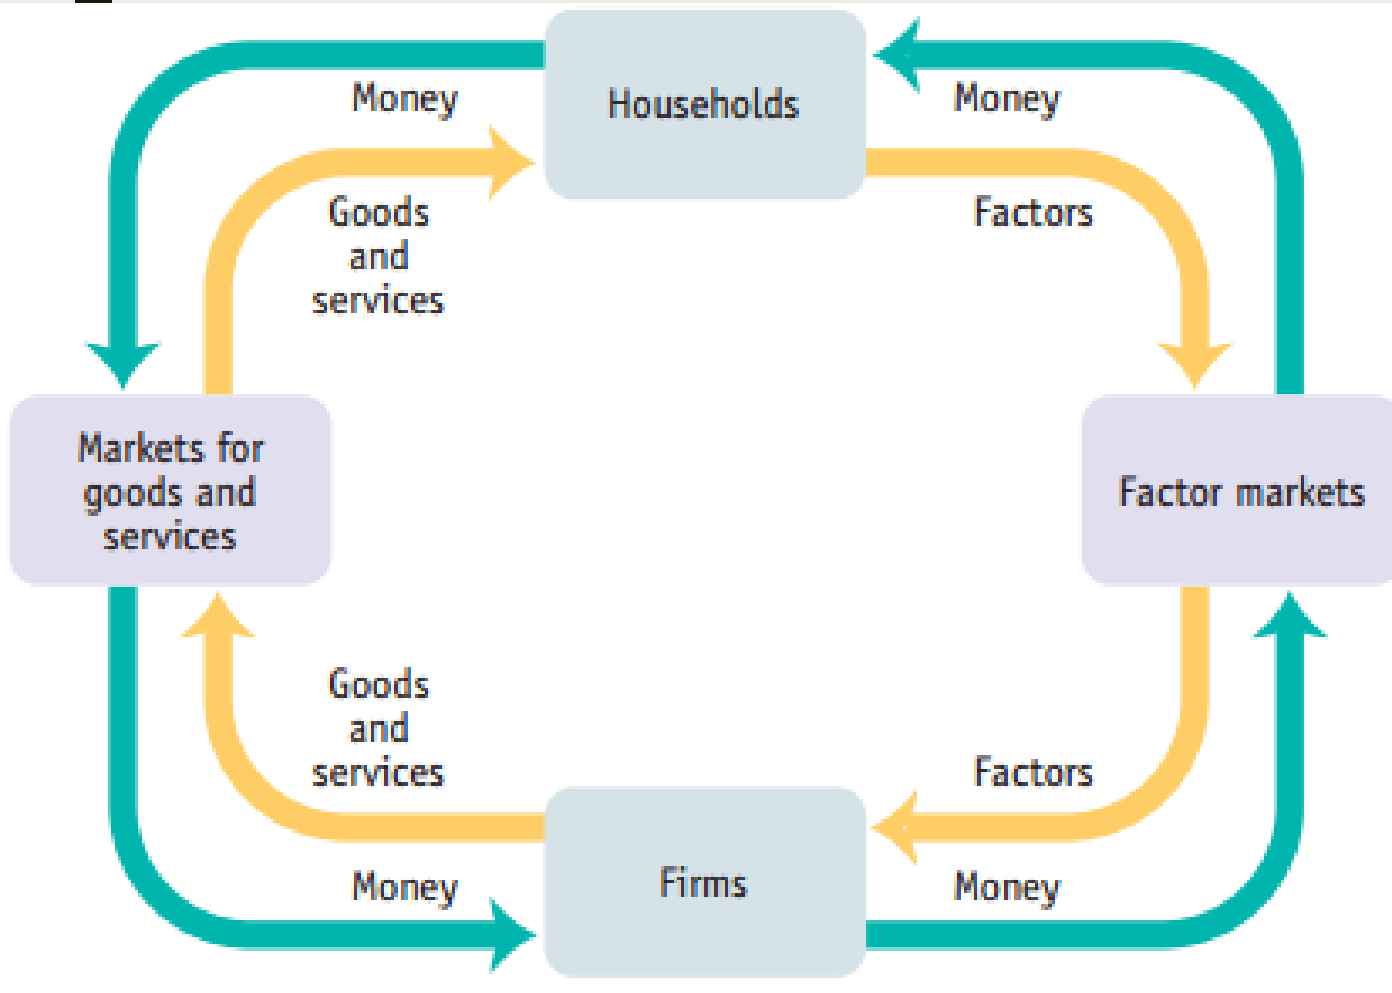 Households
Money
Money
Goods
and
services
Factors
Markets for
goods and
services
Factor markets
Goods
and
services
Factors
Money
Firms
Money